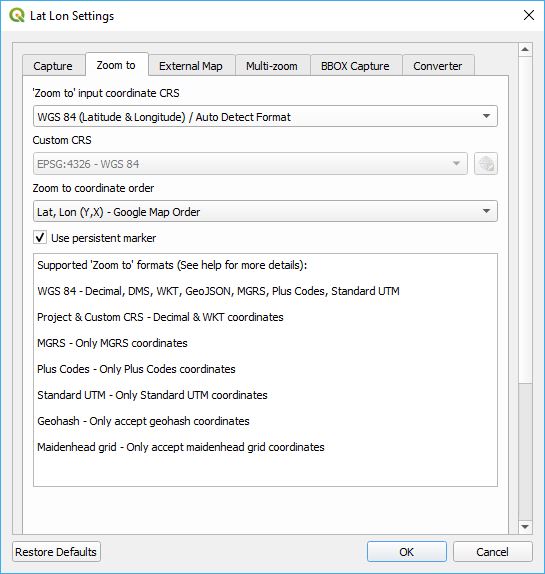 Lat Lon Settings
Capture
Zoom to
External Map
Multi-zoom
BBOX Capture
Converter
'Zoom to' input coordinate CRS
WGS 84 (Latitude & Longitude) / Auto Detect Format
Custom CRS
EPSG:4326 - WGS 84
Zoom to coordinate order
Lat, Lon (Y,X) - Google Map Order
Use persistent marker
Supported 'Zoom to' formats (See help for more details):
WGS 84 - Decimal, DMS, WKT, GeoJSON, MGRS, Plus Codes, Standard UTM
Project & Custom CRS - Decimal & WKT coordinates
MGRS - Only MGRS coordinates
Plus Codes - Only Plus Codes coordinates
Standard UTM - Only Standard UTM coordinates
Geohash - Only accept geohash coordinates
Maidenhead grid - Only accept maidenhead grid coordinates
Restore Defaults
OK
Cancel